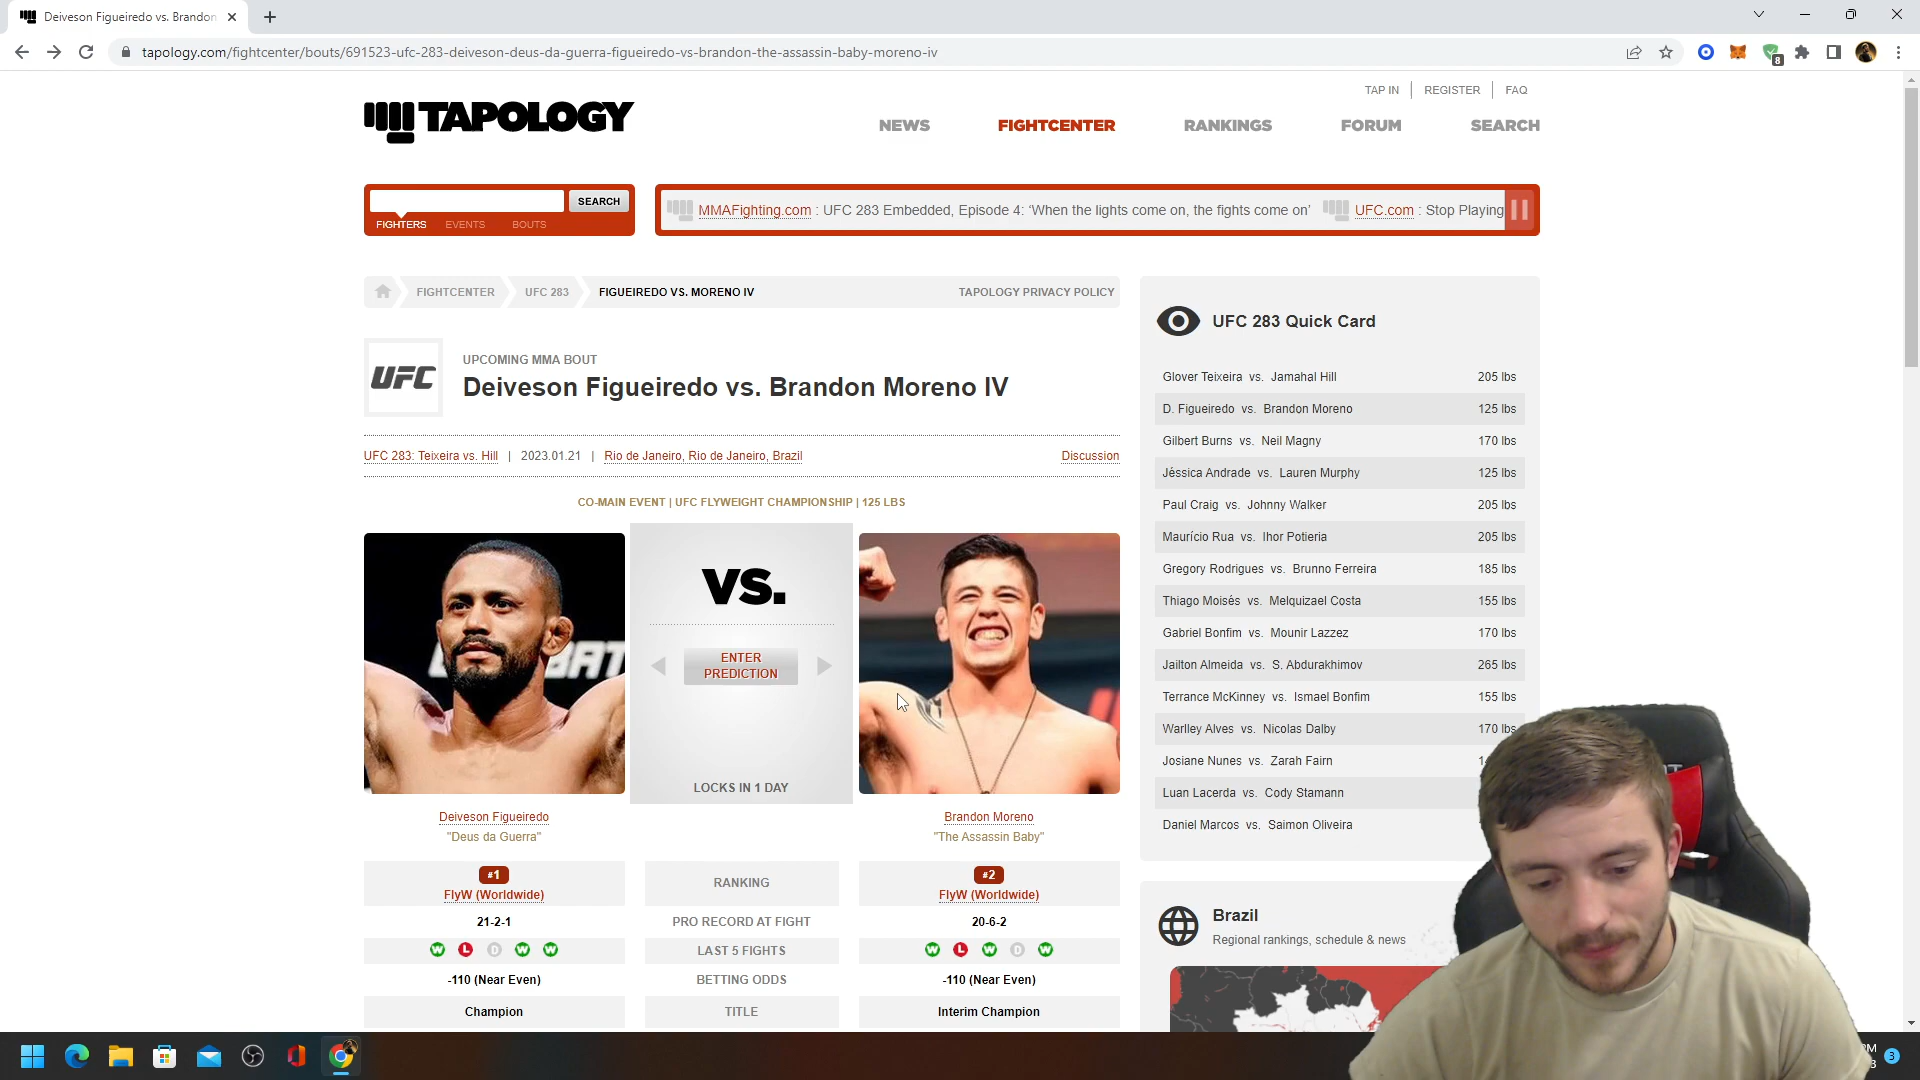 Deiveson Figueiredo vs. Brandon
tapology.com/fightcenter/bouts/691523-ufc-283-deiveson-deus-da-guerra-figueiredo-vs-brandon-the-assassin-baby-moreno-iv
8
TAP IN REGISTER FAQ
TAPOLOGY
NEWS FIGHTCENTER RANKINGS FORUM SEARCH
SEARCH
FIGHTERS EVENTS BOUTS
MMAFighting.com : UFC 283 Embedded, Episode 4: ‘When the lights come on, the fights come on’ UFC.com : Stop Playing
FIGHTCENTER UFC 283 FIGUEIREDO VS. MORENO IV TAPOLOGY PRIVACY POLICY
UFC
UPCOMING MMA BOUT
Deiveson Figueiredo vs. Brandon Moreno IV
UFC 283: Teixeira vs. Hill | 2023.01.21 | Rio de Janeiro, Rio de Janeiro, Brazil Discussion
CO-MAIN EVENT | UFC FLYWEIGHT CHAMPIONSHIP | 125 LBS
VS.
ENTER
PREDICTION
LOCKS IN 1 DAY
Deiveson Figueiredo
"Deus da Guerra"
Brandon Moreno
"The Assassin Baby"
#1 FlyW (Worldwide) RANKING #2 FlyW (Worldwide)
21-2-1 PRO RECORD AT FIGHT 20-6-2
W L D W W LAST 5 FIGHTS W L W D W
-110 (Near Even) BETTING ODDS -110 (Near Even)
Champion TITLE Interim Champion
UFC 283 Quick Card
Glover Teixeira vs. Jamahal Hill 205 lbs
D. Figueiredo vs. Brandon Moreno 125 lbs
Gilbert Burns vs. Neil Magny 170 lbs
Jéssica Andrade vs. Lauren Murphy 125 lbs
Paul Craig vs. Johnny Walker 205 lbs
Maurício Rua vs. Ihor Potieria 205 lbs
Gregory Rodrigues vs. Brunno Ferreira 185 lbs
Thiago Moisés vs. Melquizael Costa 155 lbs
Gabriel Bonfim vs. Mounir Lazzez 170 lbs
Jailton Almeida vs. S. Abdurakhimov 265 lbs
Terrance McKinney vs. Ismael Bonfim 155 lbs
Warlley Alves vs. Nicolas Dalby 170 lbs
Josiane Nunes vs. Zarah Fairn
Luan Lacerda vs. Cody Stamann
Daniel Marcos vs. Saimon Oliveira
Brazil
Regional rankings, schedule & news
3